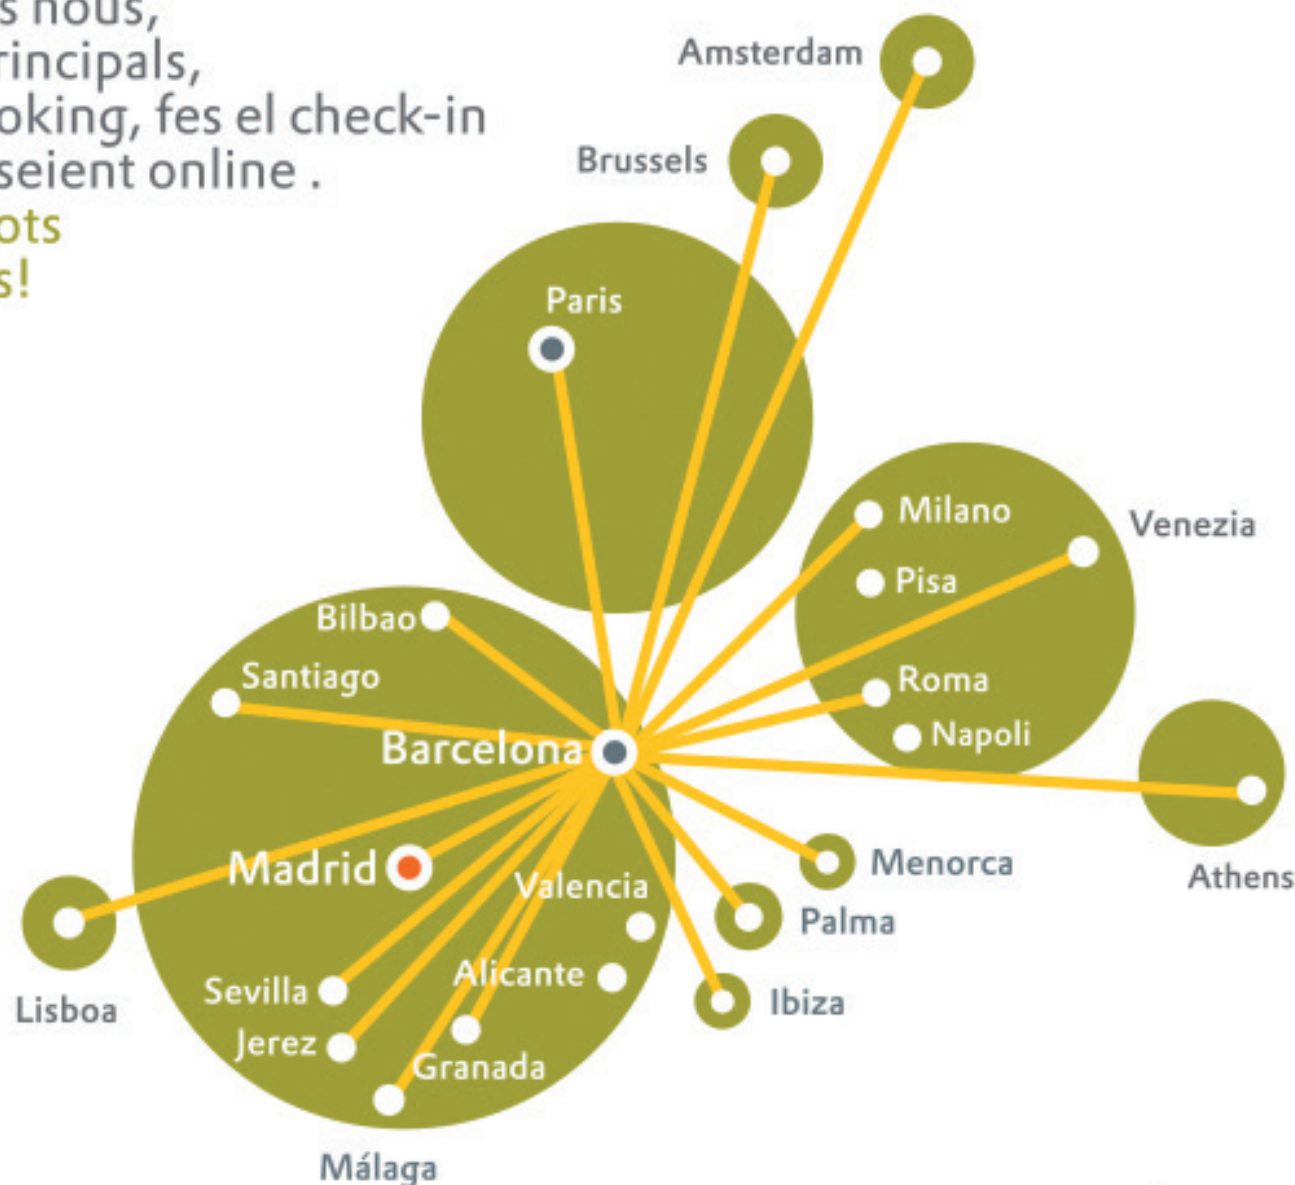 s nous,
rincipals,
oking, fes el check-in
seient online .
ots
s!
Amsterdam
Brussels
Paris
Milano
Venezia
Pisa
Bilbao
Santiago
Roma
Napoli
Barcelona
Madrid
Valencia
Menorca
Athens
Palma
Lisboa
Sevilla
Alicante
Ibiza
Jerez
Granada
Málaga